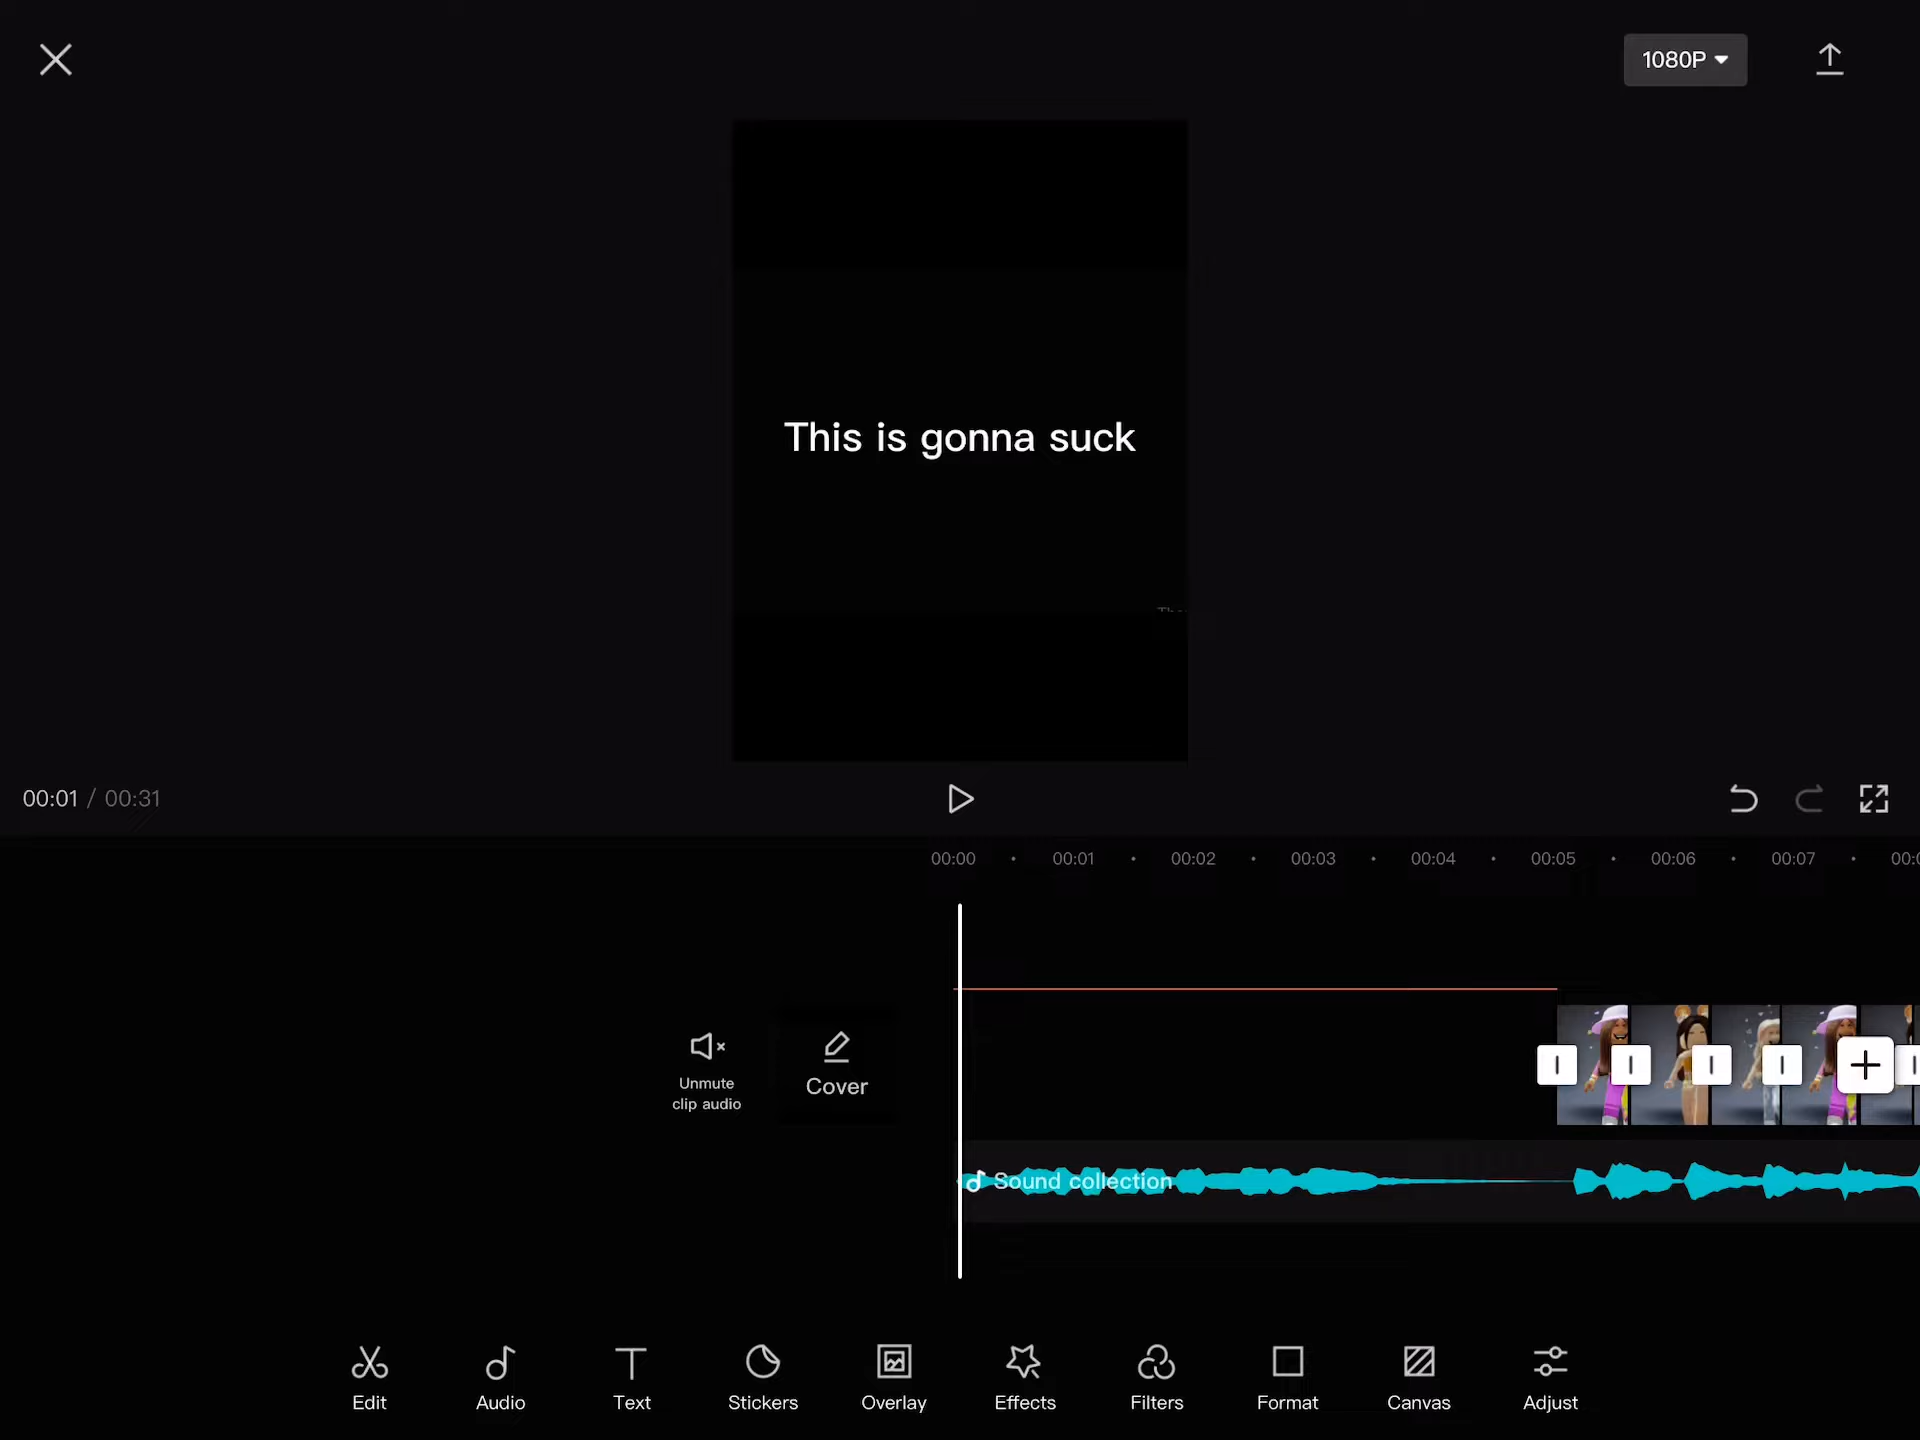 1080P
This is gonna suck
00:01 / 00:31
00:00 00:01 00:02 00:03 00:04 00:05 00:06 00:07
Unmute
clip audio
Cover
Sound collection
Edit Audio Text Stickers Overlay Effects Filters Format Canvas Adjust